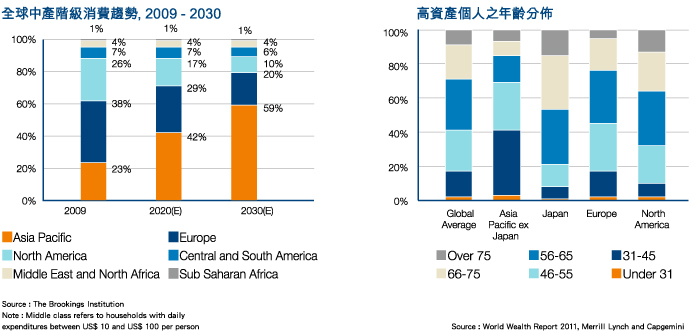 全球中產階級消費趨勢, 2009 - 2030
1% 1% 1%
100%
80%
60%
40%
20%
0%
4%
7%
26%
38%
23%
4%
7%
17%
29%
42%
4%
6%
10%
20%
59%
2009 2020(E) 2030(E)
Asia Pacific Europe
North America Central and South America
Middle East and North Africa Sub Saharan Africa
Source : The Brookings Institution
Note : Middle class refers to households with daily
expenditures between US$ 10 and US$ 100 per person
高資產個人之年齡分佈
100%
80%
60%
40%
20%
0%
Global Asia Japan Europe North
Average Pacific ex America
Japan
Over 75 56-65 31-45
66-75 46-55 Under 31
Source : World Wealth Report 2011, Merrill Lynch and Capgemini